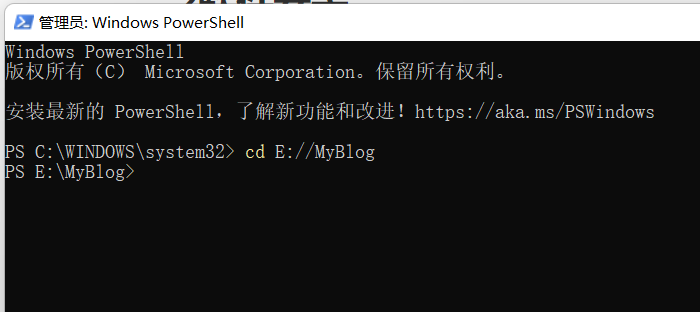 管理员: Windows PowerShell
Windows PowerShell
版权所有（C） Microsoft Corporation。保留所有权利。
安装最新的 PowerShell，了解新功能和改进！https://aka.ms/PSWindows
PS C:\WINDOWS\system32> cd E://MyBlog
PS E:\MyBlog>